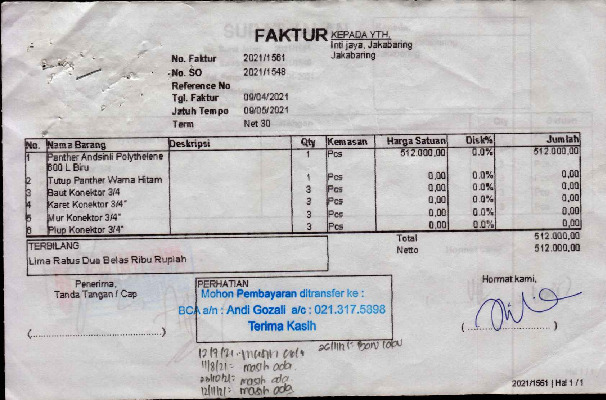 FAKTUR
KEPADA YTH,
Inti jaya, Jakabaring
Jakabaring
No. Faktur 2021/1561
No. SO 2021/1548
Reference No
Tgl. Faktur 09/04/2021
Jatuh Tempo 09/05/2021
Term Net 30
No. Nama Barang Deskripsi Qty Kemasan Harga Satuan Disk% Jumlah
1 Panther Andsinli Polythelene 600 L Biru 1 Pcs 512.000,00 0.0% 512.000,00
2 Tutup Panther Warna Hitam 1 Pcs 0,00 0.0% 0,00
3 Baut Konektor 3/4 3 Pcs 0,00 0.0% 0,00
4 Karet Konektor 3/4" 3 Pcs 0,00 0.0% 0,00
5 Mur Konektor 3/4" 3 Pcs 0,00 0.0% 0,00
6 Plup Konektor 3/4" 3 Pcs 0,00 0.0% 0,00
Total 512.000,00
Netto 512.000,00
TERBILANG
Lima Ratus Dua Belas Ribu Rupiah
Penerima,
Tanda Tangan / Cap
(....................)
PERHATIAN
Mohon Pembayaran ditransfer ke :
BCA a/n : Andi Gozali a/c : 021.317.5898
Terima Kasih
Hormat kami,
(....................)
masih ada
masih ada
masih ada
2021/1561 | Hal 1 / 1